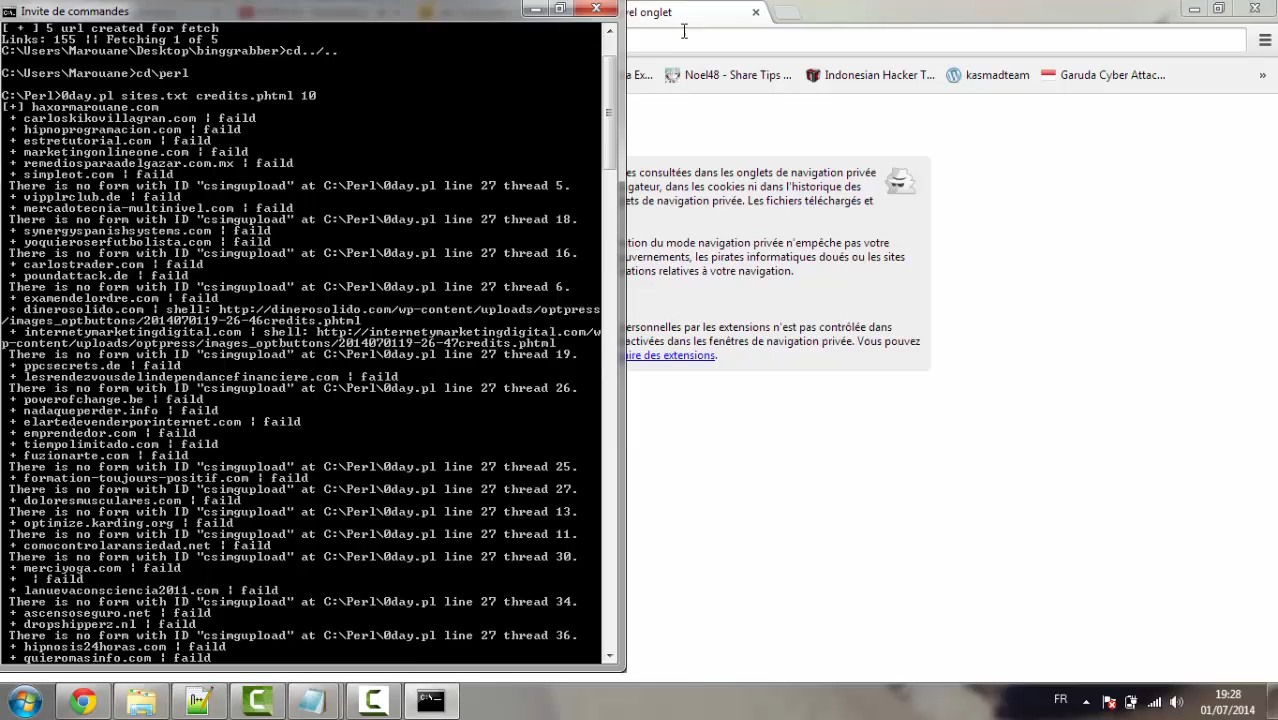 Invite de commandes
[ + ] 5 url created for fetch
Links: 155 || Fetching 1 of 5
C:\Users\Marouane\Desktop\binggrabber>cd../..
C:\Users\Marouane>cd\perl
C:\Perl>0day.pl sites.txt credits.phtml 10
[+] haxormarouane.com
+ carloskikovillagran.com | faild
+ hipnoprogramacion.com | faild
+ estretutorial.com | faild
+ marketingonlineone.com | faild
+ remediosparaadelgazar.com.mx | faild
+ simpleot.com | faild
There is no form with ID "csimgupload" at C:\Perl\0day.pl line 27 thread 5.
+ vipplrclub.de | faild
+ mercadotecnia-multinivel.com | faild
There is no form with ID "csimgupload" at C:\Perl\0day.pl line 27 thread 18.
+ synergyspanishsystems.com | faild
+ yoquieroserfutbolista.com | faild
There is no form with ID "csimgupload" at C:\Perl\0day.pl line 27 thread 16.
+ carlostrader.com | faild
+ poundattack.de | faild
There is no form with ID "csimgupload" at C:\Perl\0day.pl line 27 thread 6.
+ examendelordre.com | faild
+ dinerosolido.com | shell: http://dinerosolido.com/wp-content/uploads/optpress
/images_optbuttons/2014070119-26-46credits.phtml
+ internetymarketingdigital.com | shell: http://internetymarketingdigital.com/w
p-content/uploads/optpress/images_optbuttons/2014070119-26-47credits.phtml
There is no form with ID "csimgupload" at C:\Perl\0day.pl line 27 thread 19.
+ ppcsecrets.de | faild
+ lesrendezvousdelindependancefinanciere.com | faild
There is no form with ID "csimgupload" at C:\Perl\0day.pl line 27 thread 26.
+ powerofchange.be | faild
+ nadaqueperder.info | faild
+ elartedevenderporinternet.com | faild
+ emprendedor.com | faild
+ tiempolimitado.com | faild
+ fuzionarte.com | faild
There is no form with ID "csimgupload" at C:\Perl\0day.pl line 27 thread 25.
+ formation-toujours-positif.com | faild
There is no form with ID "csimgupload" at C:\Perl\0day.pl line 27 thread 27.
+ doloresmusculares.com | faild
There is no form with ID "csimgupload" at C:\Perl\0day.pl line 27 thread 13.
+ optimize.karding.org | faild
There is no form with ID "csimgupload" at C:\Perl\0day.pl line 27 thread 11.
+ comocontrolaransiedad.net | faild
There is no form with ID "csimgupload" at C:\Perl\0day.pl line 27 thread 30.
+ merciyoga.com | faild
+ | faild
+ lanuevaconsciencia2011.com | faild
There is no form with ID "csimgupload" at C:\Perl\0day.pl line 27 thread 34.
+ ascensoseguro.net | faild
+ dropshipperz.nl | faild
There is no form with ID "csimgupload" at C:\Perl\0day.pl line 27 thread 36.
+ hipnosis24horas.com | faild
+ quieromasinfo.com | faild
vel onglet
a Ex... Noel48 - Share Tips ... Indonesian Hacker T... kasmadteam Garuda Cyber Attac... »
es consultées dans les onglets de navigation privée
igateur, dans les cookies ni dans l'historique des
ets de navigation privée. Les fichiers téléchargés et
tion du mode navigation privée n'empêche pas votre
uvernements, les pirates informatiques doués ou les sites
ations relatives à votre navigation.
ersonnelles par les extensions n'est pas contrôlée dans
activées dans les fenêtres de navigation privée. Vous pouvez
aire des extensions.
FR
19:28
01/07/2014